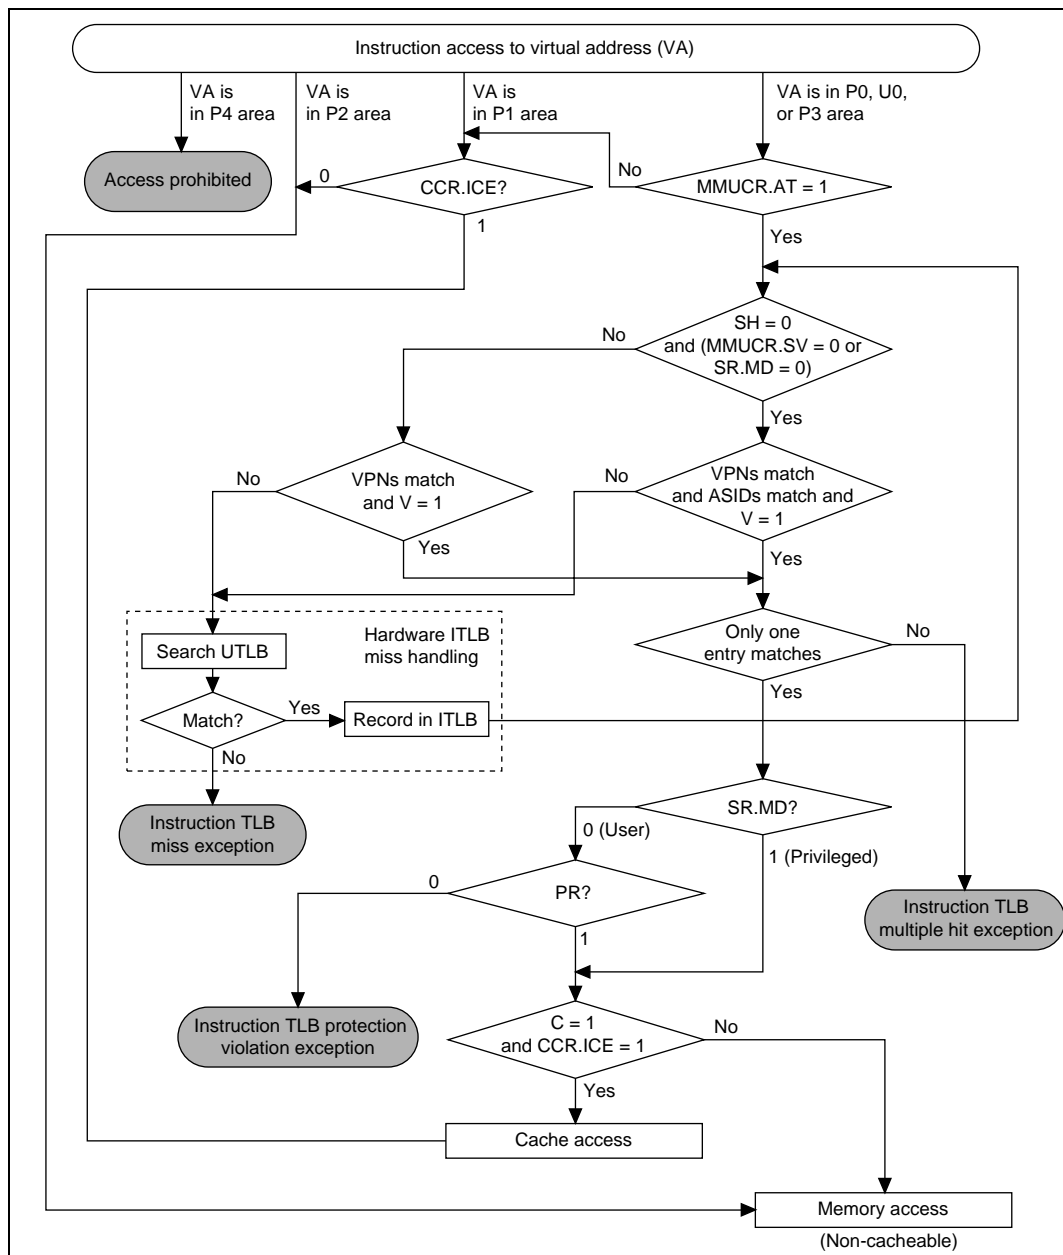 Instruction access to virtual address (VA)
VA is
in P4 area
VA is
in P2 area
VA is
in P1 area
VA is in P0, U0,
or P3 area
Access prohibited
0
CCR.ICE?
1
No
MMUCR.AT = 1
Yes
SH = 0
and (MMUCR.SV = 0 or
SR.MD = 0)
No
Yes
No
VPNs match
and V = 1
Yes
No
VPNs match
and ASIDs match and
V = 1
Yes
Hardware ITLB
miss handling
Search UTLB
Only one
entry matches
No
Yes
Match?
Yes
Record in ITLB
No
SR.MD?
0 (User)
1 (Privileged)
Instruction TLB
miss exception
0
PR?
1
Instruction TLB
multiple hit exception
Instruction TLB protection
violation exception
C = 1
and CCR.ICE = 1
No
Yes
Cache access
Memory access
(Non-cacheable)